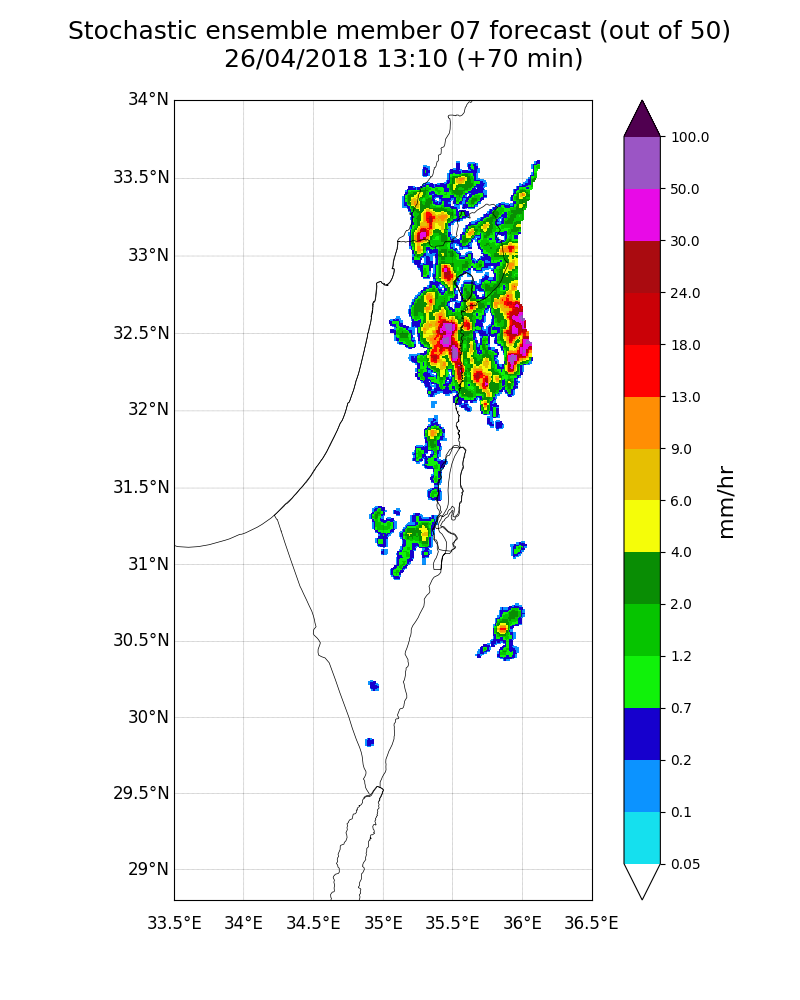 Stochastic ensemble member 07 forecast (out of 50)
26/04/2018 13:10 (+70 min)
34°N
33.5°N
33°N
32.5°N
32°N
31.5°N
31°N
30.5°N
30°N
29.5°N
29°N
33.5°E
34°E
34.5°E
35°E
35.5°E
36°E
36.5°E
100.0
50.0
30.0
24.0
18.0
13.0
9.0
6.0
4.0
2.0
1.2
0.7
0.2
0.1
0.05
mm/hr